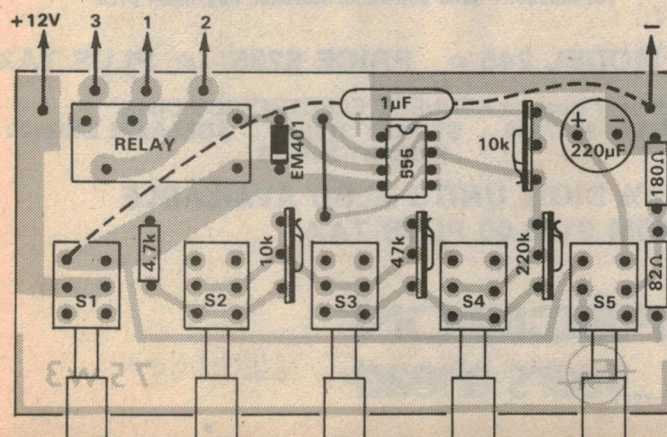 +12V 3 1 2 −
1µF
RELAY
EM401
555
10k
+ −
220µF
180Ω
4.7k
10k
47k
220k
82Ω
S1
S2
S3
S4
S5
75W3